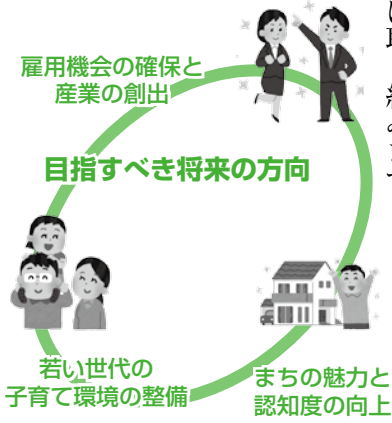 雇用機会の確保と
産業の創出
目指すべき将来の方向
若い世代の
子育て環境の整備
まちの魅力と
認知度の向上